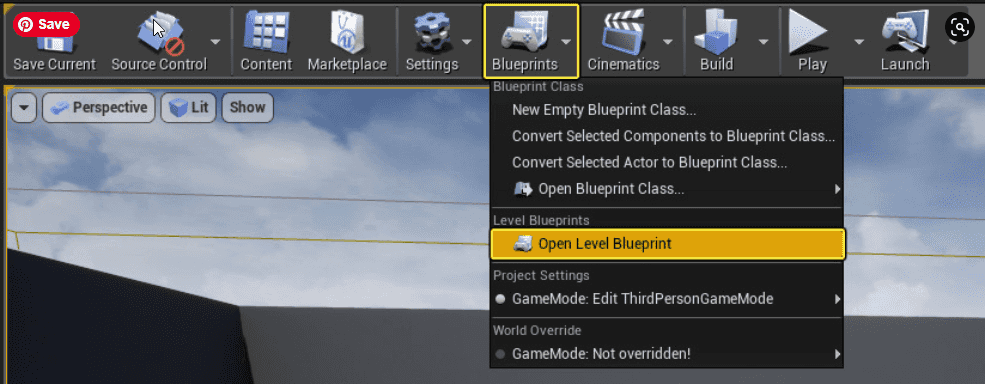 Save
Save Current Source Control Content Marketplace Settings Blueprints Cinematics Build Play Launch
Perspective Lit Show
Blueprint Class
New Empty Blueprint Class...
Convert Selected Components to Blueprint Class...
Convert Selected Actor to Blueprint Class...
Open Blueprint Class...
Level Blueprints
Open Level Blueprint
Project Settings
GameMode: Edit ThirdPersonGameMode
World Override
GameMode: Not overridden!